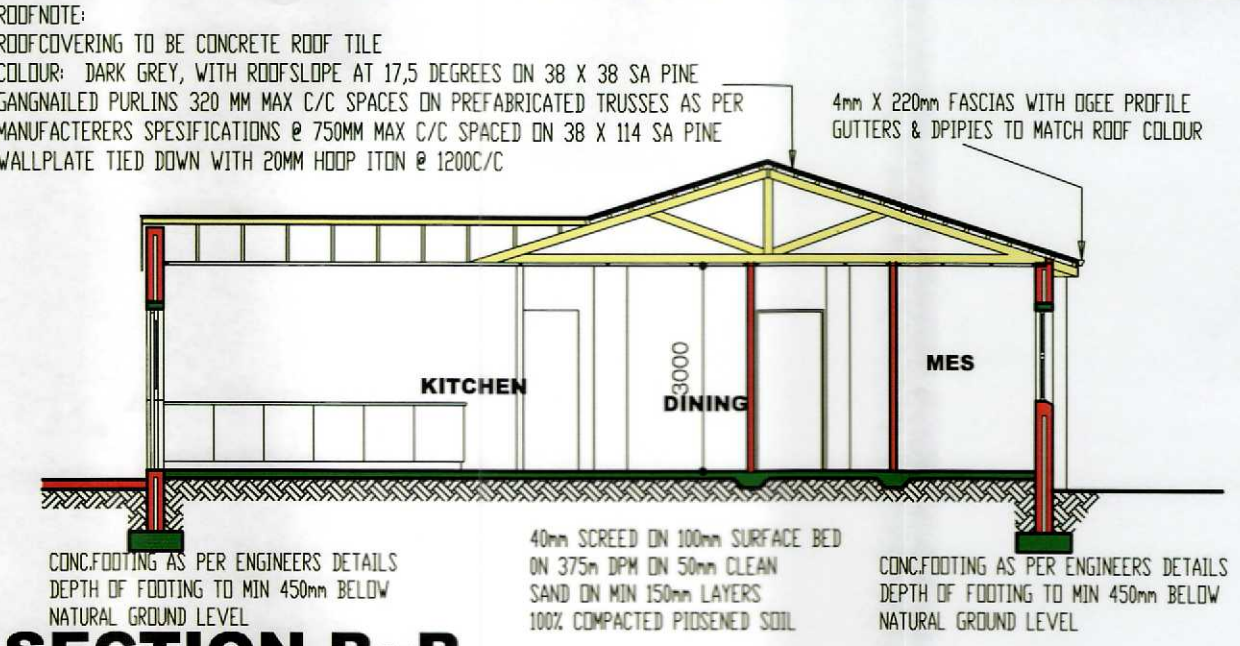 ROOFNOTE:
ROOFCOVERING TO BE CONCRETE ROOF TILE
COLOUR: DARK GREY, WITH ROOFSLOPE AT 17,5 DEGREES ON 38 X 38 SA PINE
GANGNAILED PURLINS 320 MM MAX C/C SPACES ON PREFABRICATED TRUSSES AS PER
MANUFACTERERS SPESIFICATIONS @ 750MM MAX C/C SPACED ON 38 X 114 SA PINE
WALLPLATE TIED DOWN WITH 20MM HOOP ITON @ 1200C/C
4mm X 220mm FASCIAS WITH OGEE PROFILE
GUTTERS & DPIPIES TO MATCH ROOF COLOUR
KITCHEN
3000
DINING
MES
CONC.FOOTING AS PER ENGINEERS DETAILS
DEPTH OF FOOTING TO MIN 450mm BELOW
NATURAL GROUND LEVEL
40mm SCREED ON 100mm SURFACE BED
ON 375m DPM ON 50mm CLEAN
SAND ON MIN 150mm LAYERS
100% COMPACTED PIOSENED SOIL
CONC.FOOTING AS PER ENGINEERS DETAILS
DEPTH OF FOOTING TO MIN 450mm BELOW
NATURAL GROUND LEVEL
SECTION B-B